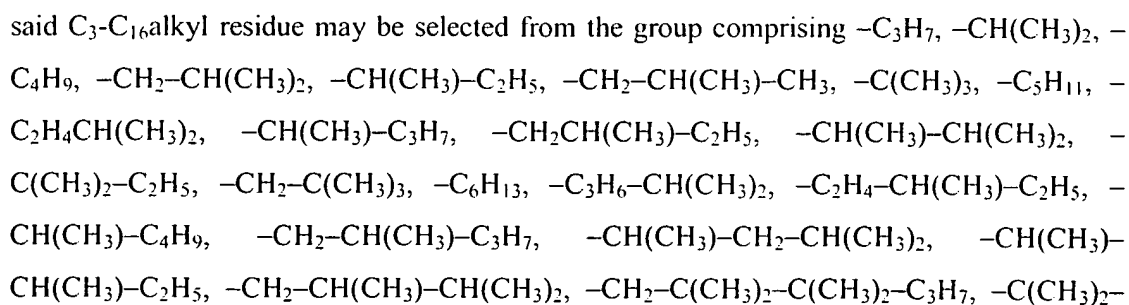 said C₃-C₁₆alkyl residue may be selected from the group comprising –C₃H₇, –CH(CH₃)₂, –
C₄H₉, –CH₂–CH(CH₃)₂, –CH(CH₃)–C₂H₅, –CH₂–CH(CH₃)–CH₃, –C(CH₃)₃, –C₅H₁₁, –
C₂H₄CH(CH₃)₂, –CH(CH₃)–C₃H₇, –CH₂CH(CH₃)–C₂H₅, –CH(CH₃)–CH(CH₃)₂, –
C(CH₃)₂–C₂H₅, –CH₂–C(CH₃)₃, –C₆H₁₃, –C₃H₆–CH(CH₃)₂, –C₂H₄–CH(CH₃)–C₂H₅, –
CH(CH₃)–C₄H₉, –CH₂–CH(CH₃)–C₃H₇, –CH(CH₃)–CH₂–CH(CH₃)₂, –CH(CH₃)–
CH(CH₃)–C₂H₅, –CH₂–CH(CH₃)–CH(CH₃)₂, –CH₂–C(CH₃)₂–C(CH₃)₂–C₃H₇, –C(CH₃)₂–